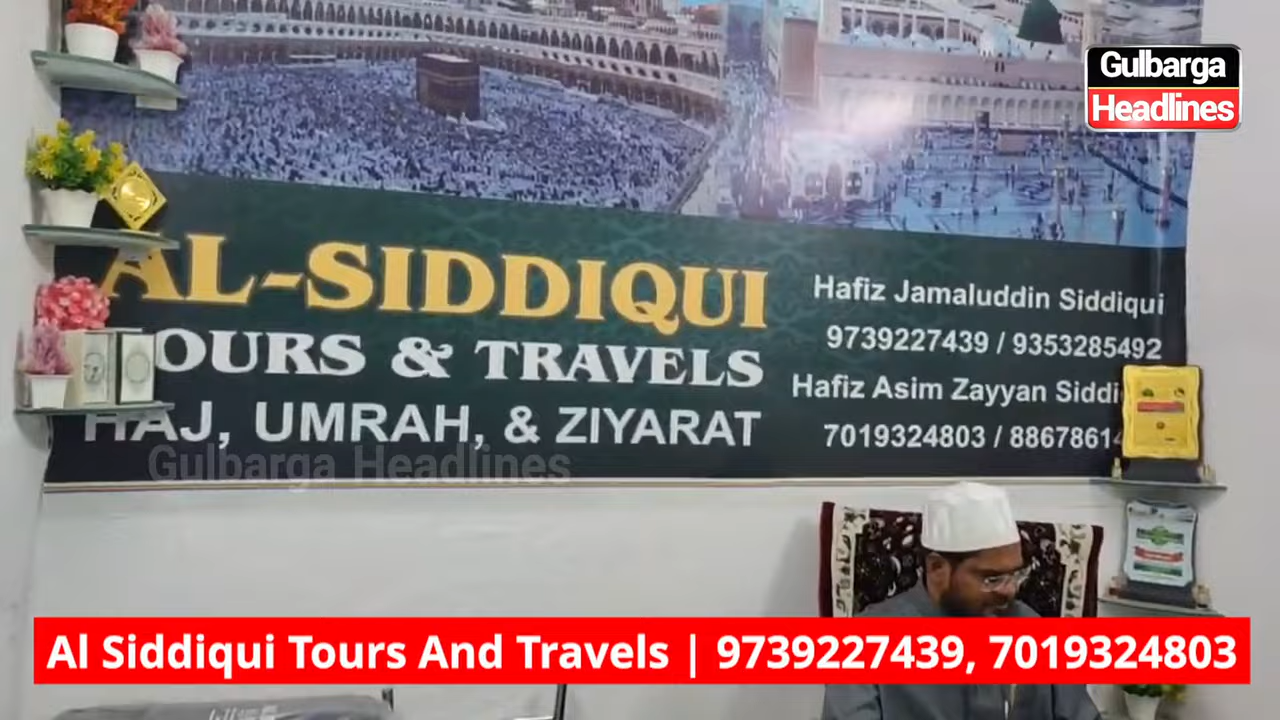 Gulbarga
Headlines
AL-SIDDIQUI
TOURS & TRAVELS
HAJ, UMRAH, & ZIYARAT
Hafiz Jamaluddin Siddiqui
9739227439 / 9353285492
Hafiz Asim Zayyan Siddi
7019324803 / 88678614
Gulbarga Headlines
Al Siddiqui Tours And Travels | 9739227439, 7019324803